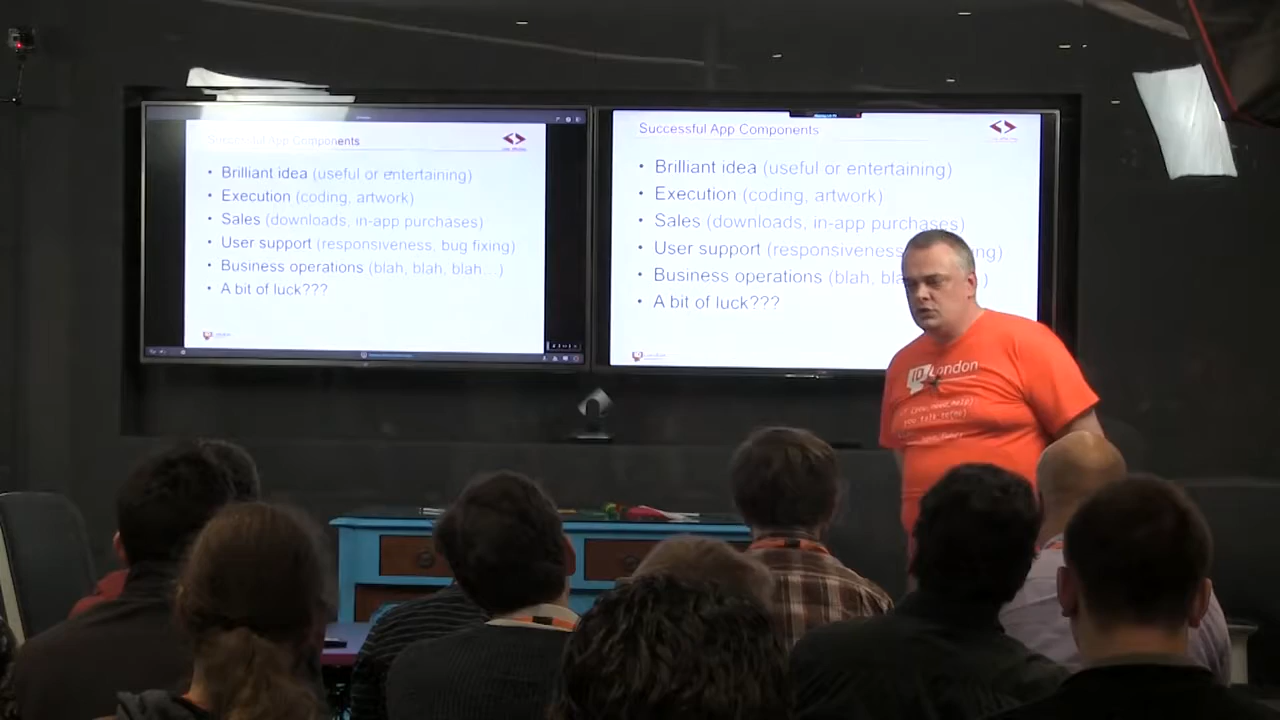 Successful App Components
• Brilliant idea (useful or entertaining)
• Execution (coding, artwork)
• Sales (downloads, in-app purchases)
• User support (responsiveness, bug fixing)
• Business operations (blah, blah, blah...)
• A bit of luck???
Successful App Components
• Brilliant idea (useful or entertaining)
• Execution (coding, artwork)
• Sales (downloads, in-app purchases)
• User support (responsiveness
ng)
• Business operations (blah, bla
)
• A bit of luck???
London
you